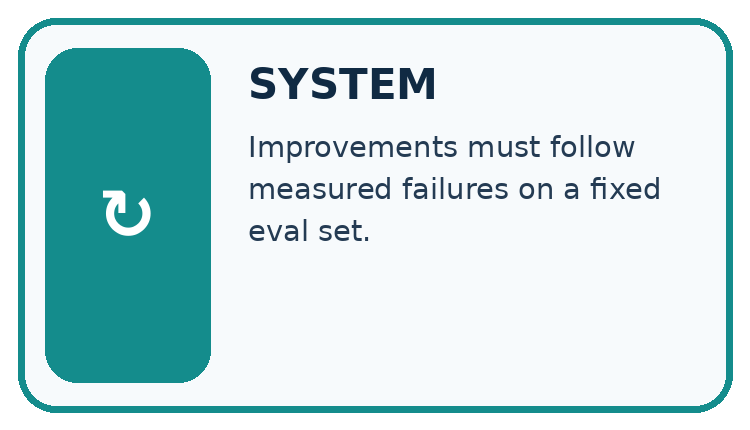 ↻
SYSTEM
Improvements must follow
measured failures on a fixed
eval set.